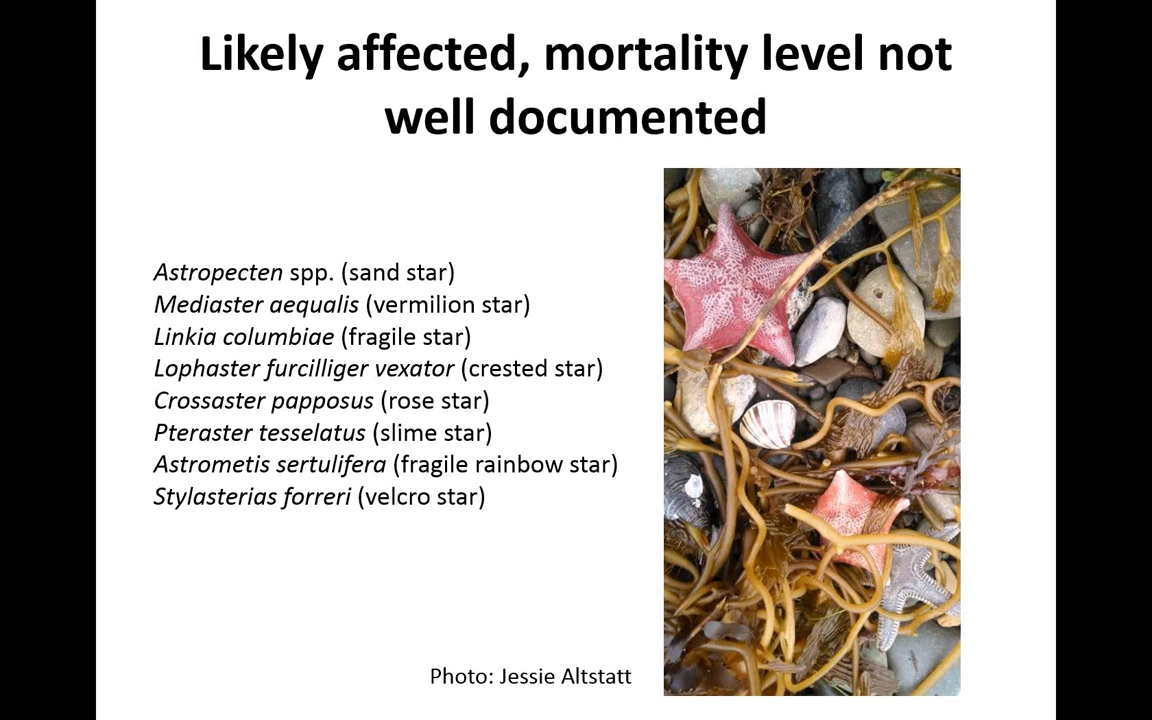 Likely affected, mortality level not
well documented
Astropecten spp. (sand star)
Mediaster aequalis (vermilion star)
Linkia columbiae (fragile star)
Lophaster furcilliger vexator (crested star)
Crossaster papposus (rose star)
Pteraster tesselatus (slime star)
Astrometis sertulifera (fragile rainbow star)
Stylasterias forreri (velcro star)
Photo: Jessie Altstatt